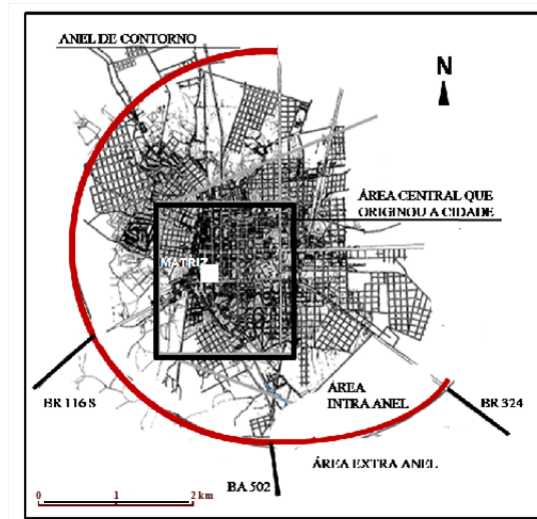 ANEL DE CONTORNO
N
ÁREA CENTRAL QUE
ORIGINOU A CIDADE
MATRIZ
ÁREA
INTRA ANEL
BR 116 S
BR 324
ÁREA EXTRA ANEL
BA 502
0 1 2 km